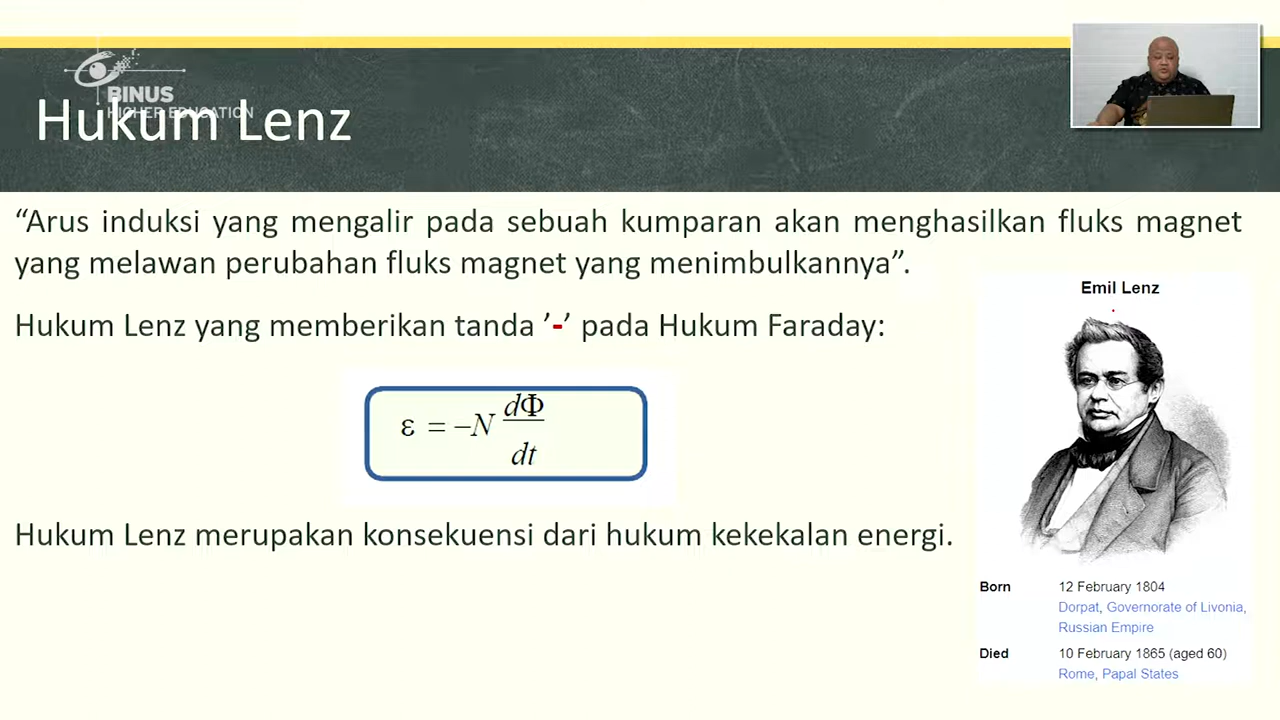 BINUS
HIGHER EDUCATION
Hukum Lenz
“Arus induksi yang mengalir pada sebuah kumparan akan menghasilkan fluks magnet
yang melawan perubahan fluks magnet yang menimbulkannya”.
Hukum Lenz yang memberikan tanda ’-’ pada Hukum Faraday:
ε = −N dΦ
dt
Hukum Lenz merupakan konsekuensi dari hukum kekekalan energi.
Emil Lenz
Born 12 February 1804
Dorpat, Governorate of Livonia,
Russian Empire
Died 10 February 1865 (aged 60)
Rome, Papal States